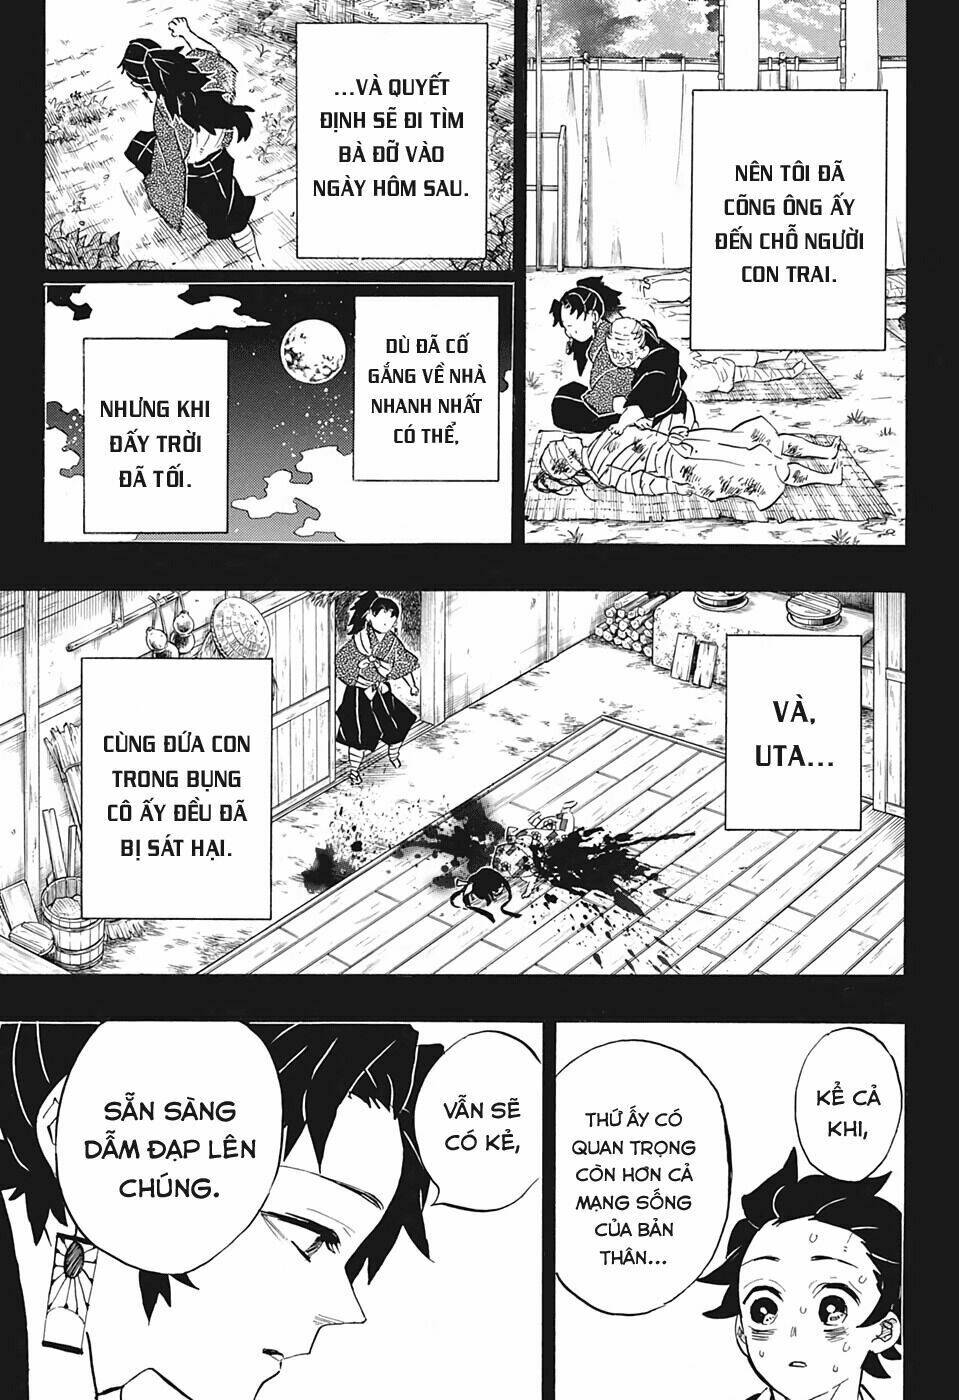 NÊN TÔI ĐÃ
CÕNG ÔNG ẤY
ĐẾN CHỖ NGƯỜI
CON TRAI.
...VÀ QUYẾT
ĐỊNH SẼ ĐI TÌM
BÀ ĐỠ VÀO
NGÀY HÔM SAU.
DÙ ĐÃ CỐ
GẮNG VỀ NHÀ
NHANH NHẤT
CÓ THỂ,
NHƯNG KHI
ĐẤY TRỜI
ĐÃ TỐI.
VÀ,
UTA...
CÙNG ĐỨA CON
TRONG BỤNG
CÔ ẤY ĐỀU ĐÃ
BỊ SÁT HẠI.
KỂ CẢ
KHI,
THỨ ẤY CÓ
QUAN TRỌNG
CÒN HƠN CẢ
MẠNG SỐNG
CỦA BẢN
THÂN...
VẪN SẼ
CÓ KẺ,
SẴN SÀNG
DẪM ĐẠP LÊN
CHÚNG.